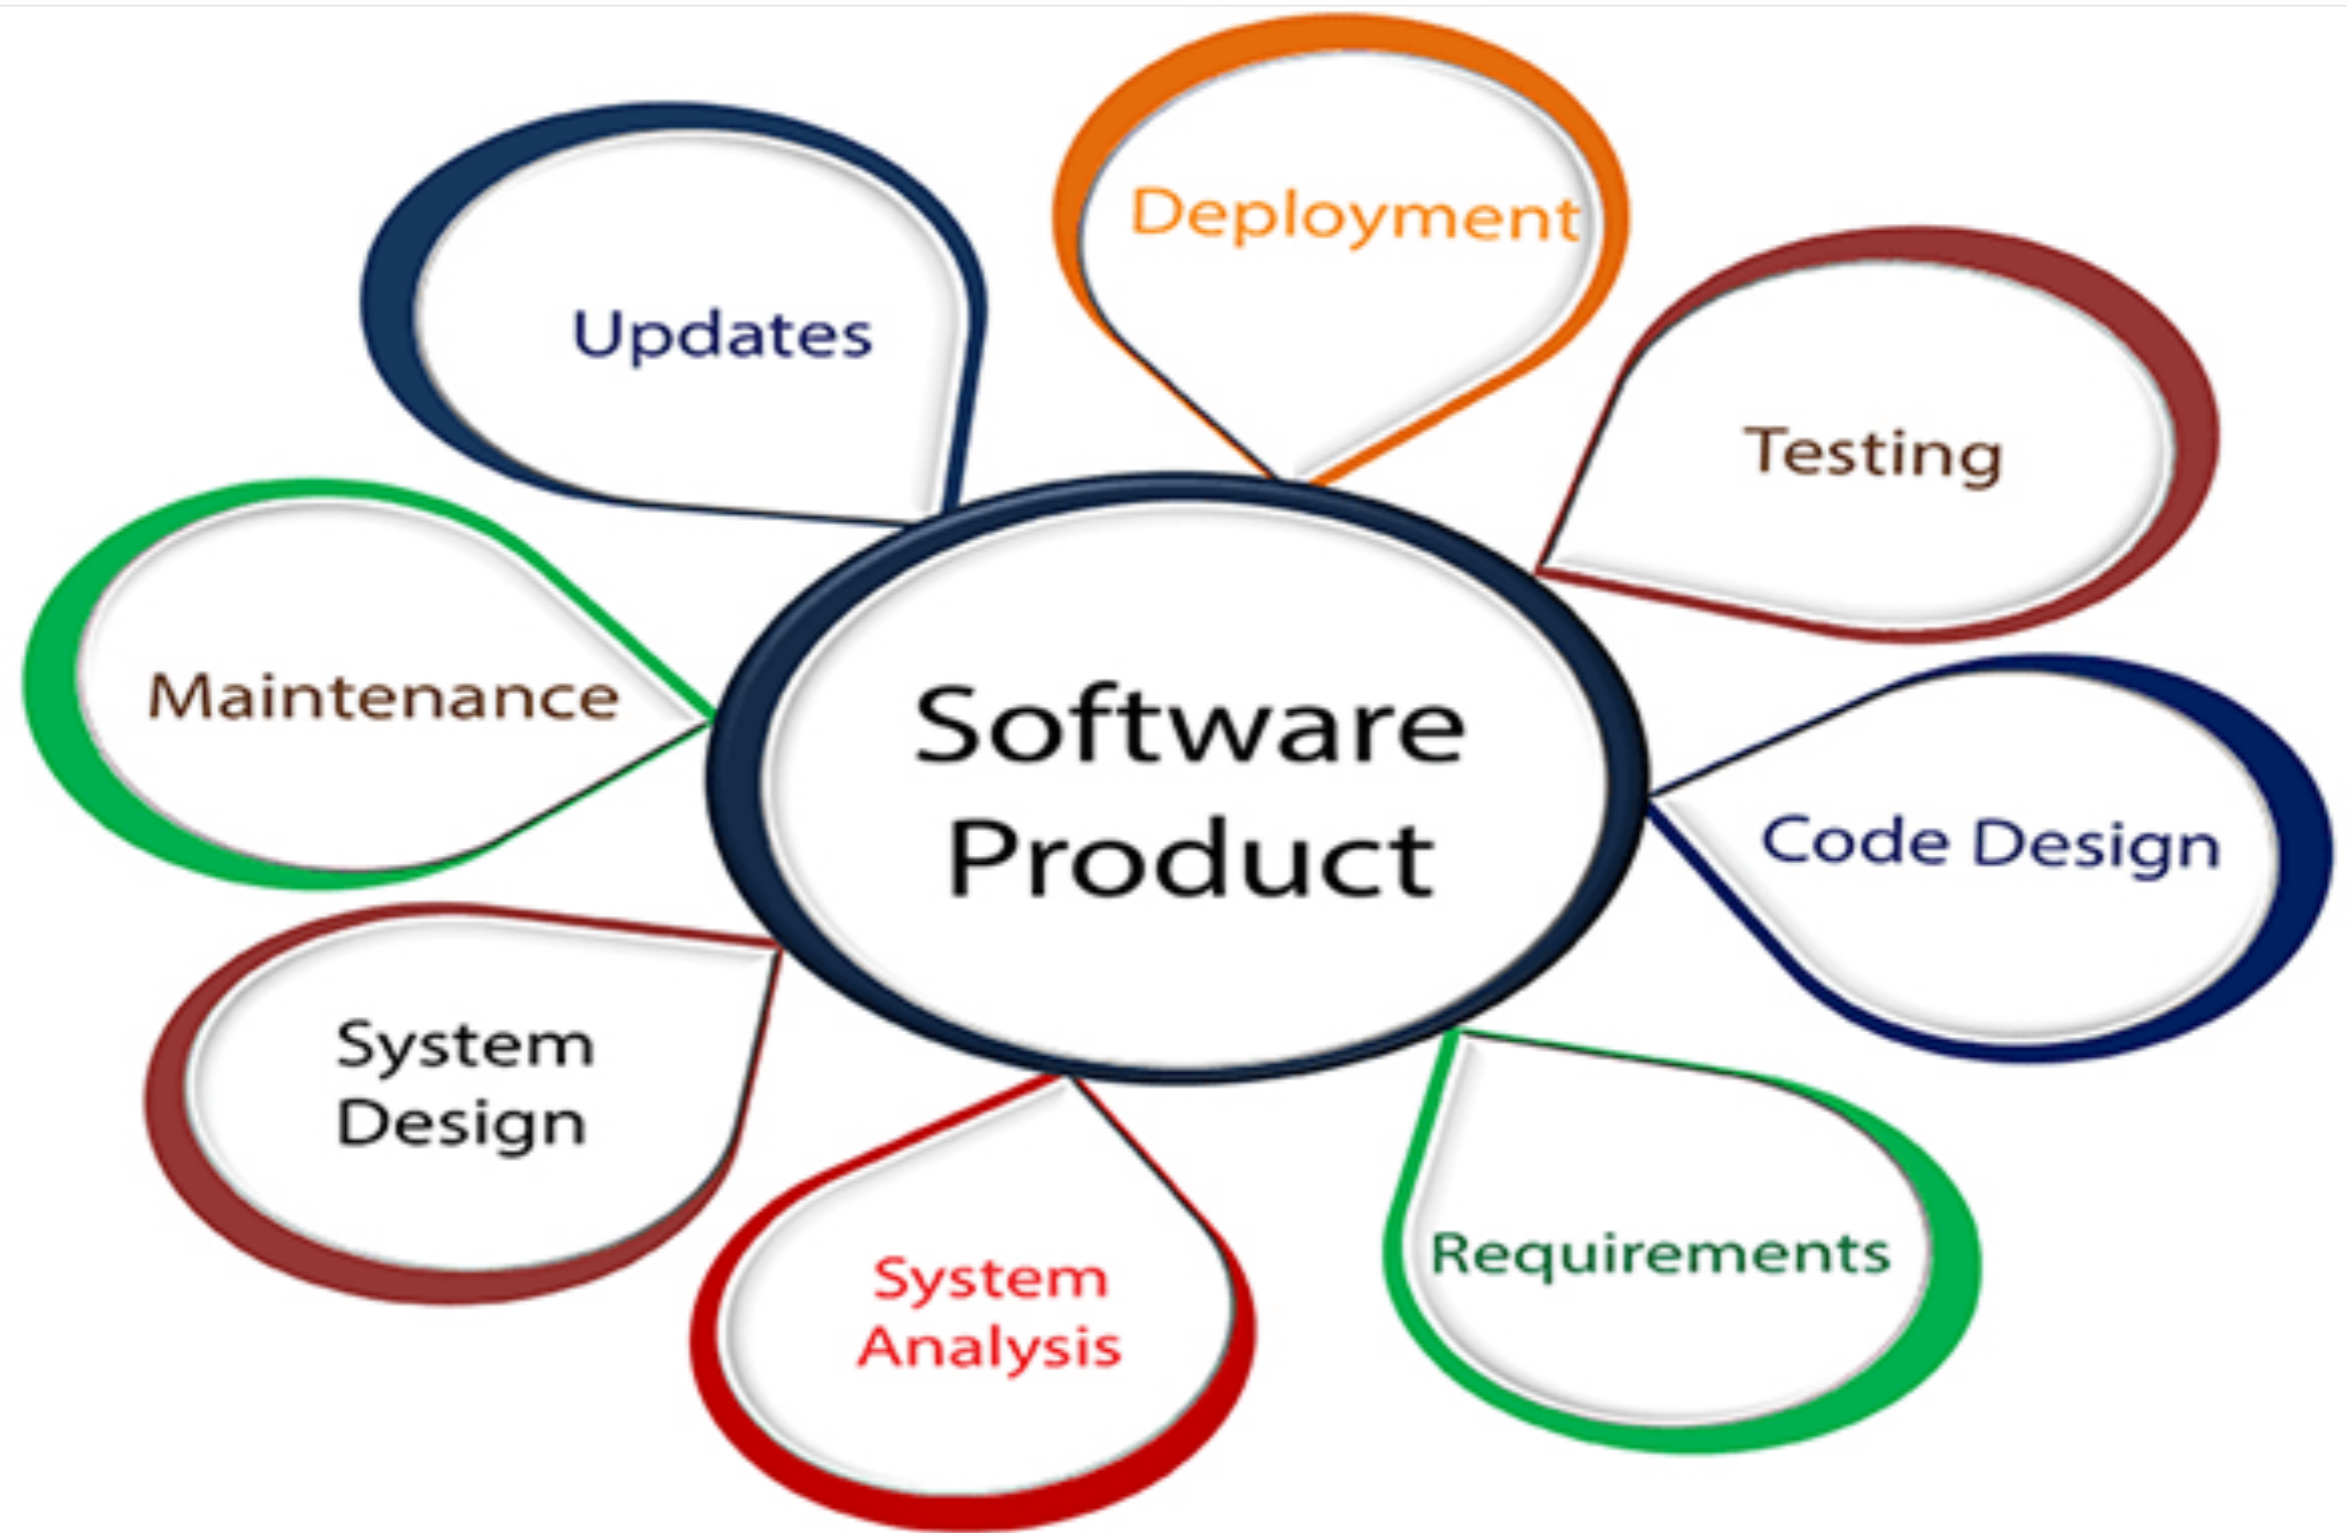 Deployment
Updates
Testing
Maintenance
Software
Product
Code Design
System
Design
Requirements
System
Analysis